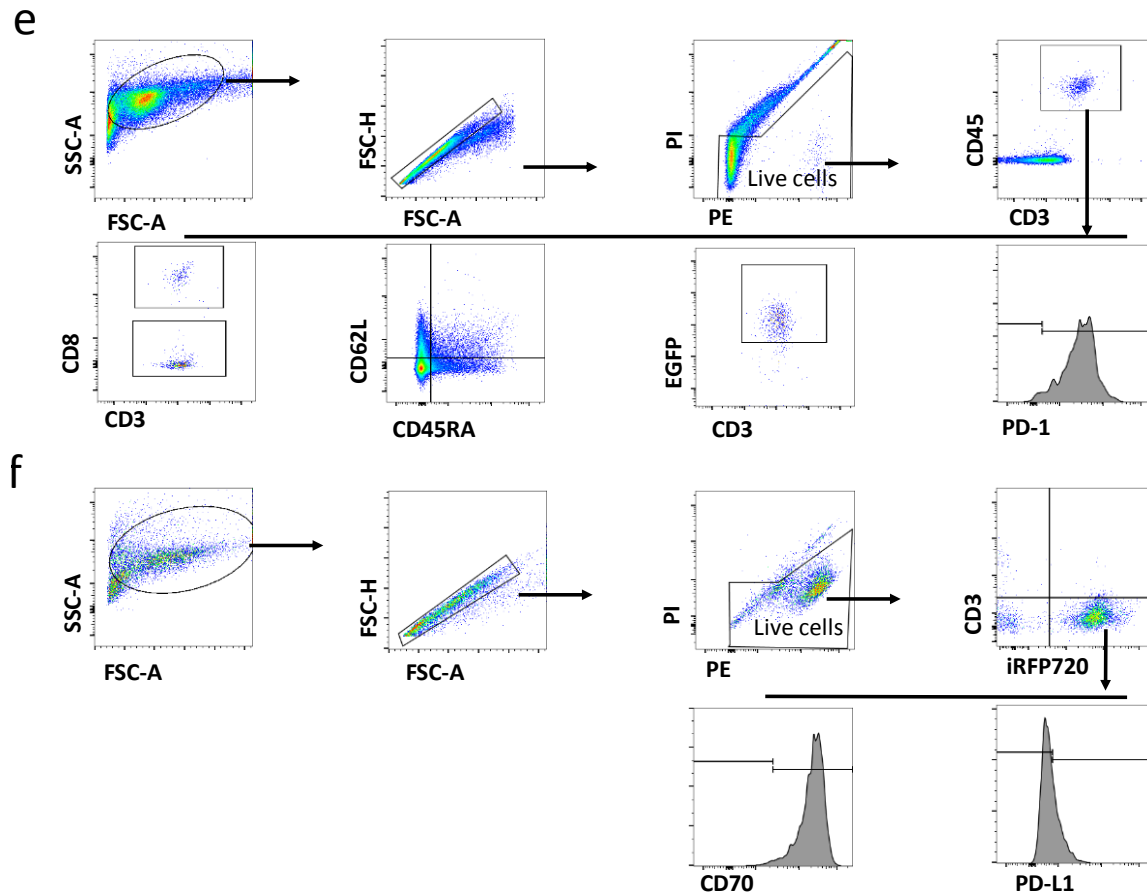 e
SSC-A
FSC-A
FSC-H
FSC-A
PI
Live cells
PE
CD45
CD3
CD8
CD3
CD62L
CD45RA
EGFP
CD3
PD-1
f
SSC-A
FSC-A
FSC-H
FSC-A
PI
Live cells
PE
CD3
iRFP720
CD70
PD-L1